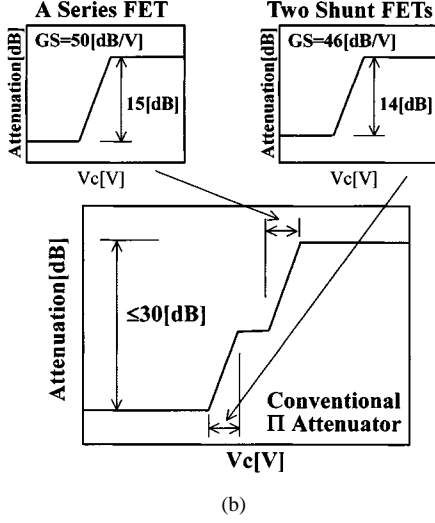 A Series FET
Two Shunt FETs
Attenuation[dB]
GS=50[dB/V]
15[dB]
Vc[V]
Attenuation[dB]
GS=46[dB/V]
14[dB]
Vc[V]
Attenuation[dB]
≤30[dB]
Conventional
Π Attenuator
Vc[V]
(b)